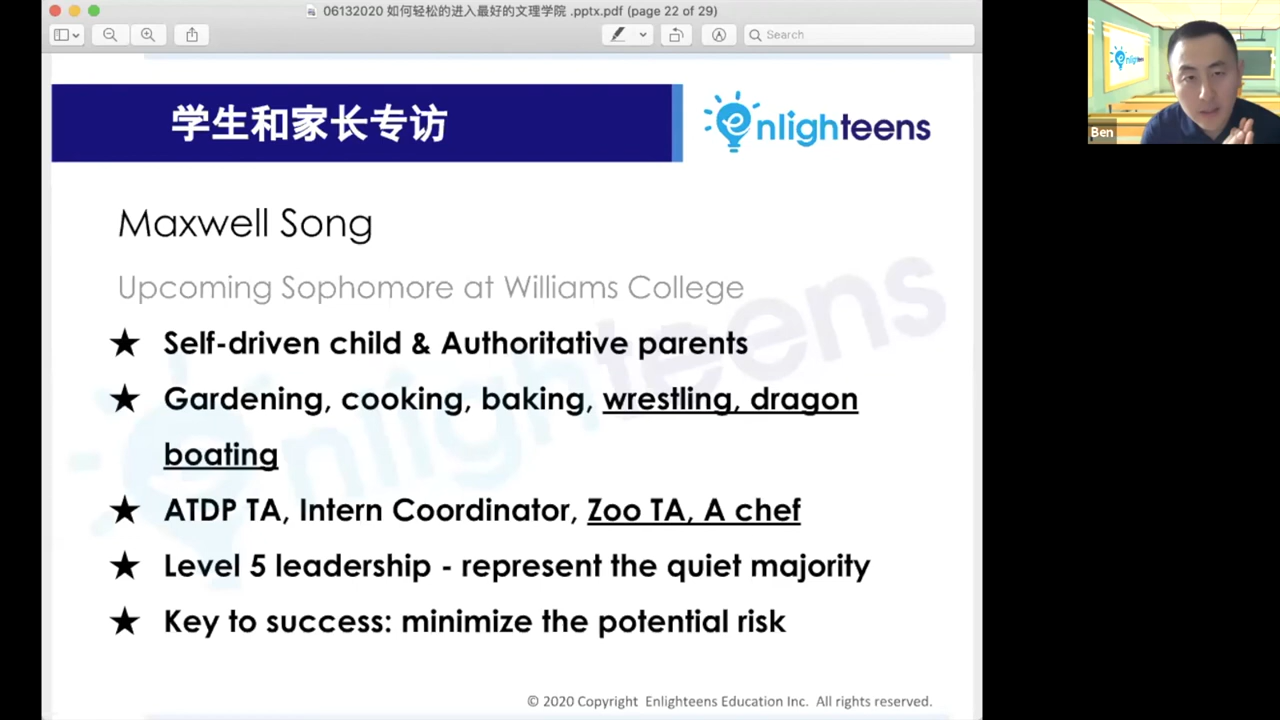 06132020 如何轻松的进入最好的文理学院 .pptx.pdf (page 22 of 29)
Search
学生和家长专访
enlighteens
enlighteens
Ben
Maxwell Song
Upcoming Sophomore at Williams College
★ Self-driven child & Authoritative parents
★ Gardening, cooking, baking, wrestling, dragon
boating
★ ATDP TA, Intern Coordinator, Zoo TA, A chef
★ Level 5 leadership - represent the quiet majority
★ Key to success: minimize the potential risk
enlighteens
© 2020 Copyright Enlighteens Education Inc. All rights reserved.